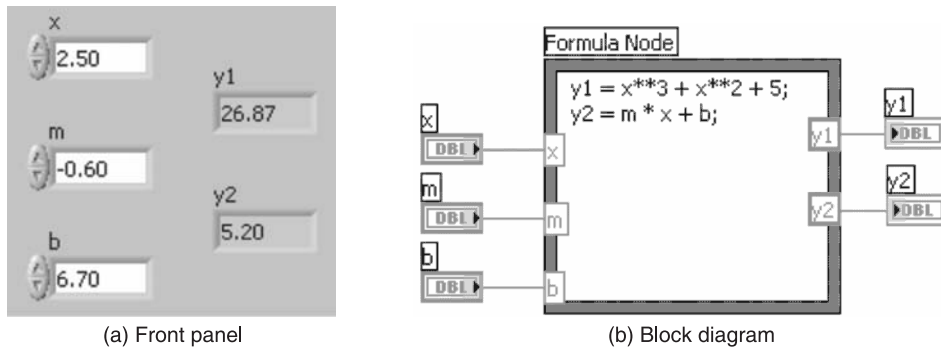 x
2.50
m
-0.60
b
6.70
y1
26.87
y2
5.20
(a) Front panel
Formula Node
y1 = x**3 + x**2 + 5;
y2 = m * x + b;
x
DBL
x
m
DBL
m
b
DBL
b
y1
y1
DBL
y2
y2
DBL
(b) Block diagram